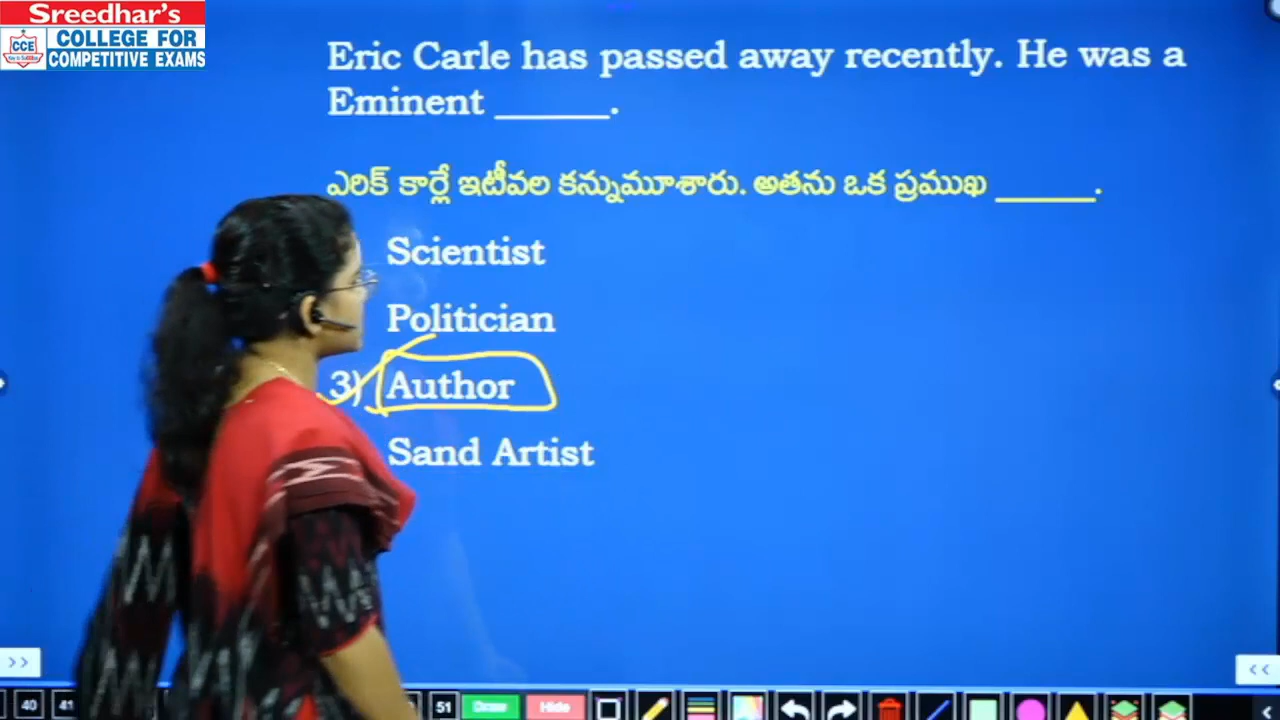 Sreedhar's
CCE
COLLEGE FOR
COMPETITIVE EXAMS
Eric Carle has passed away recently. He was a
Eminent ______.
ఎరిక్ కార్లే ఇటీవల కన్నుమూశారు. అతను ఒక ప్రముఖ ______.
Scientist
Politician
3) Author
Sand Artist
>>
<<
40 41 51 Draw Hide